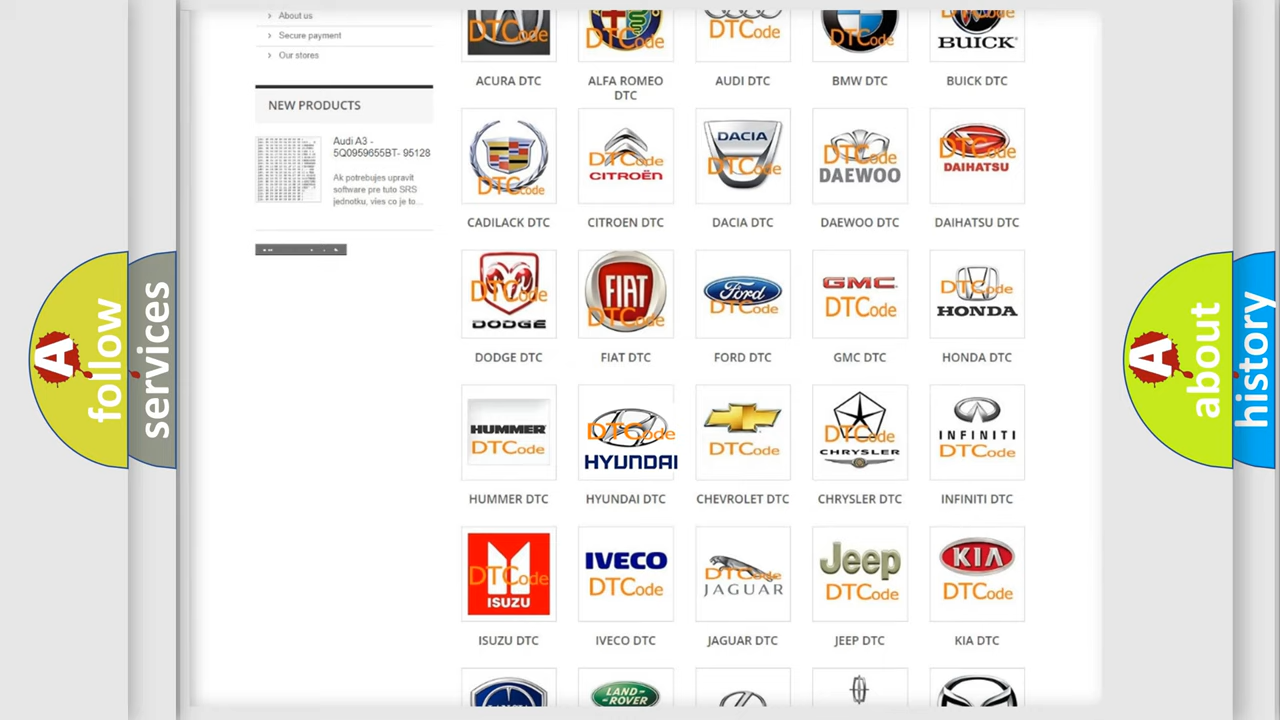 About us
Secure payment
Our stores
NEW PRODUCTS
Audi A3 -
5Q0959655BT- 95128
Ak potrebujes upravit
software pre tuto SRS
jednotku, vies co je to...
DTCode
DTCode
DTCode
DTCode
BUICK
ACURA DTC
ALFA ROMEO
DTC
AUDI DTC
BMW DTC
BUICK DTC
DTCode
DTCode
CITROËN
DACIA
DTCode
DTCode
DAEWOO
DTCode
DAIHATSU
CADILACK DTC
CITROEN DTC
DACIA DTC
DAEWOO DTC
DAIHATSU DTC
DTCode
DODGE
FIAT
DTCode
Ford
DTCode
GMC
DTCode
DTCode
HONDA
DODGE DTC
FIAT DTC
FORD DTC
GMC DTC
HONDA DTC
HUMMER
DTCode
DTCode
HYUNDAI
DTCode
DTCode
CHRYSLER
INFINITI
DTCode
HUMMER DTC
HYUNDAI DTC
CHEVROLET DTC
CHRYSLER DTC
INFINITI DTC
DTCode
ISUZU
IVECO
DTCode
DTCode
JAGUAR
Jeep
DTCode
KIA
DTCode
ISUZU DTC
IVECO DTC
JAGUAR DTC
JEEP DTC
KIA DTC
LAND-
ROVER
A
follow
services
A
about
history